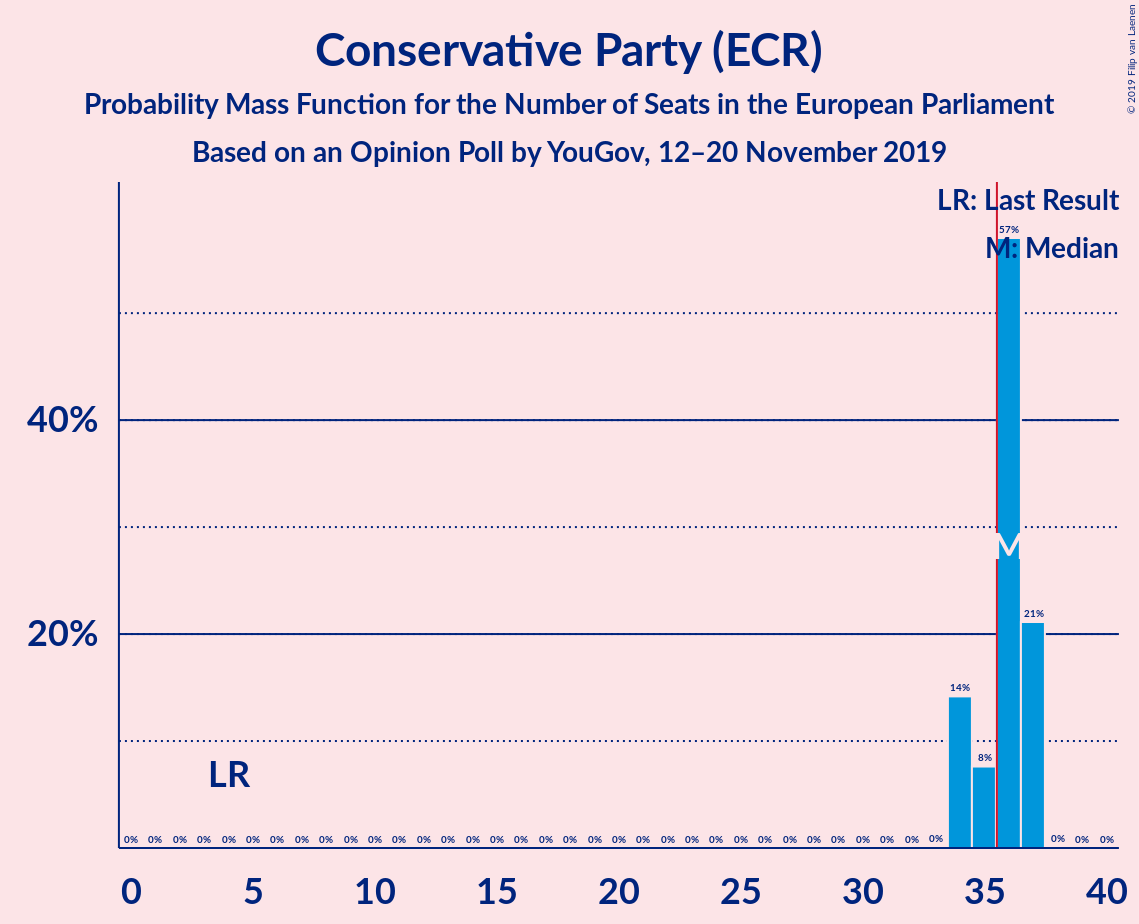 Conservative Party (ECR)
Probability Mass Function for the Number of Seats in the European Parliament
Based on an Opinion Poll by YouGov, 12–20 November 2019
© 2019 Filip van Laenen
LR: Last Result
57%
M: Median
40%
M
21%
20%
14%
8%
LR
0% 0% 0% 0% 0% 0% 0% 0% 0% 0% 0% 0% 0% 0% 0% 0% 0% 0% 0% 0% 0% 0% 0% 0% 0% 0% 0% 0% 0% 0% 0% 0% 0% 0% 0% 0% 0%
0 5 10 15 20 25 30 35 40